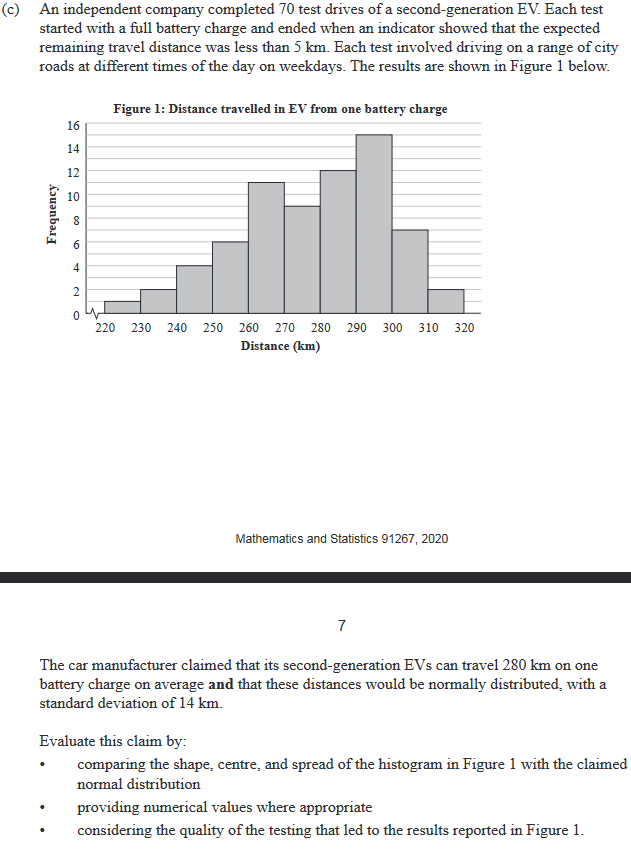 (c) An independent company completed 70 test drives of a second-generation EV. Each test
started with a full battery charge and ended when an indicator showed that the expected
remaining travel distance was less than 5 km. Each test involved driving on a range of city
roads at different times of the day on weekdays. The results are shown in Figure 1 below.
Figure 1: Distance travelled in EV from one battery charge
16
14
12
10
8
6
4
2
0
Frequency
220 230 240 250 260 270 280 290 300 310 320
Distance (km)
Mathematics and Statistics 91267, 2020
7
The car manufacturer claimed that its second-generation EVs can travel 280 km on one
battery charge on average and that these distances would be normally distributed, with a
standard deviation of 14 km.
Evaluate this claim by:
• comparing the shape, centre, and spread of the histogram in Figure 1 with the claimed
normal distribution
• providing numerical values where appropriate
• considering the quality of the testing that led to the results reported in Figure 1.